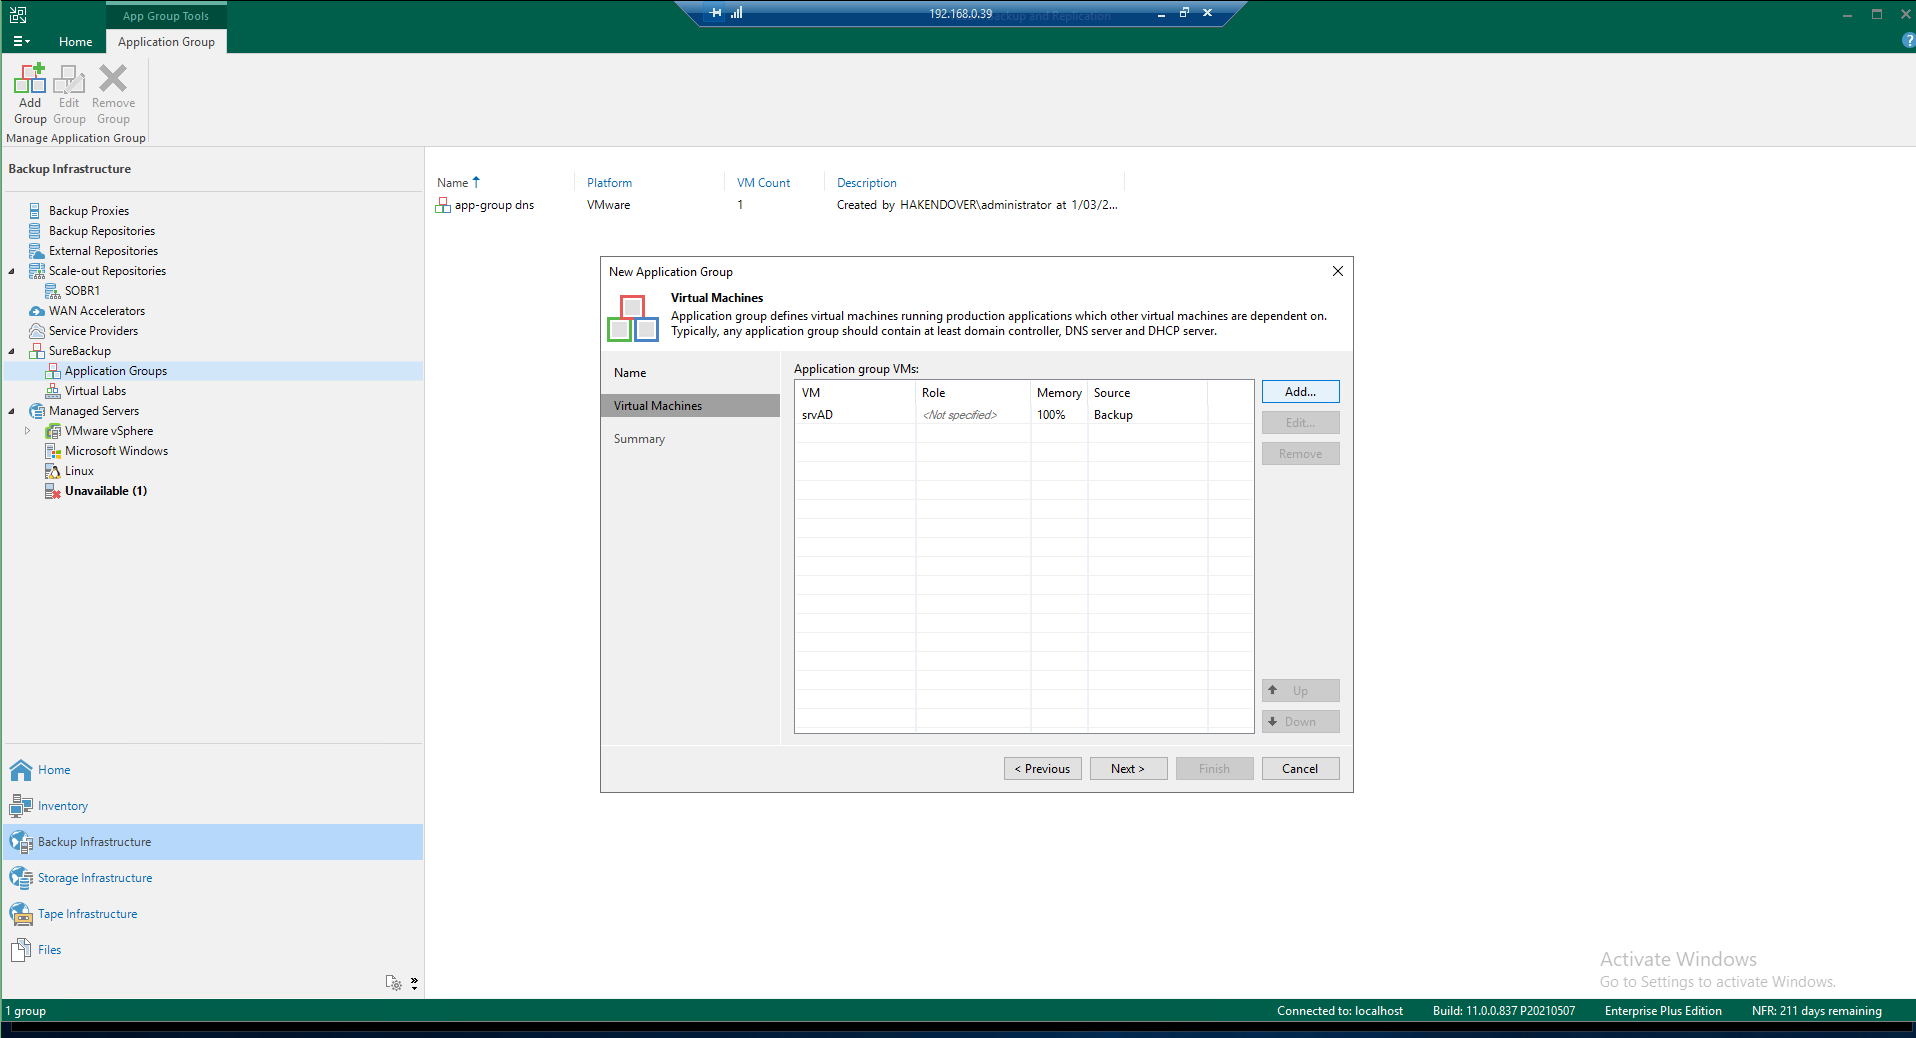 App Group Tools
192.168.0.39
ackup and Replication
Home
Application Group
Add Group
Edit Group
Remove Group
Manage Application Group
Backup Infrastructure
Backup Proxies
Backup Repositories
External Repositories
Scale-out Repositories
SOBR1
WAN Accelerators
Service Providers
SureBackup
Application Groups
Virtual Labs
Managed Servers
VMware vSphere
Microsoft Windows
Linux
Unavailable (1)
Home
Inventory
Backup Infrastructure
Storage Infrastructure
Tape Infrastructure
Files
Name Platform VM Count Description
app-group dns VMware 1 Created by HAKENDOVER\administrator at 1/03/2...
New Application Group
Virtual Machines
Application group defines virtual machines running production applications which other virtual machines are dependent on.
Typically, any application group should contain at least domain controller, DNS server and DHCP server.
Name
Virtual Machines
Summary
Application group VMs:
VM Role Memory Source
srvAD <Not specified> 100% Backup
Add...
Edit...
Remove
Up
Down
< Previous
Next >
Finish
Cancel
Activate Windows
Go to Settings to activate Windows.
1 group
Connected to: localhost
Build: 11.0.0.837 P20210507
Enterprise Plus Edition
NFR: 211 days remaining